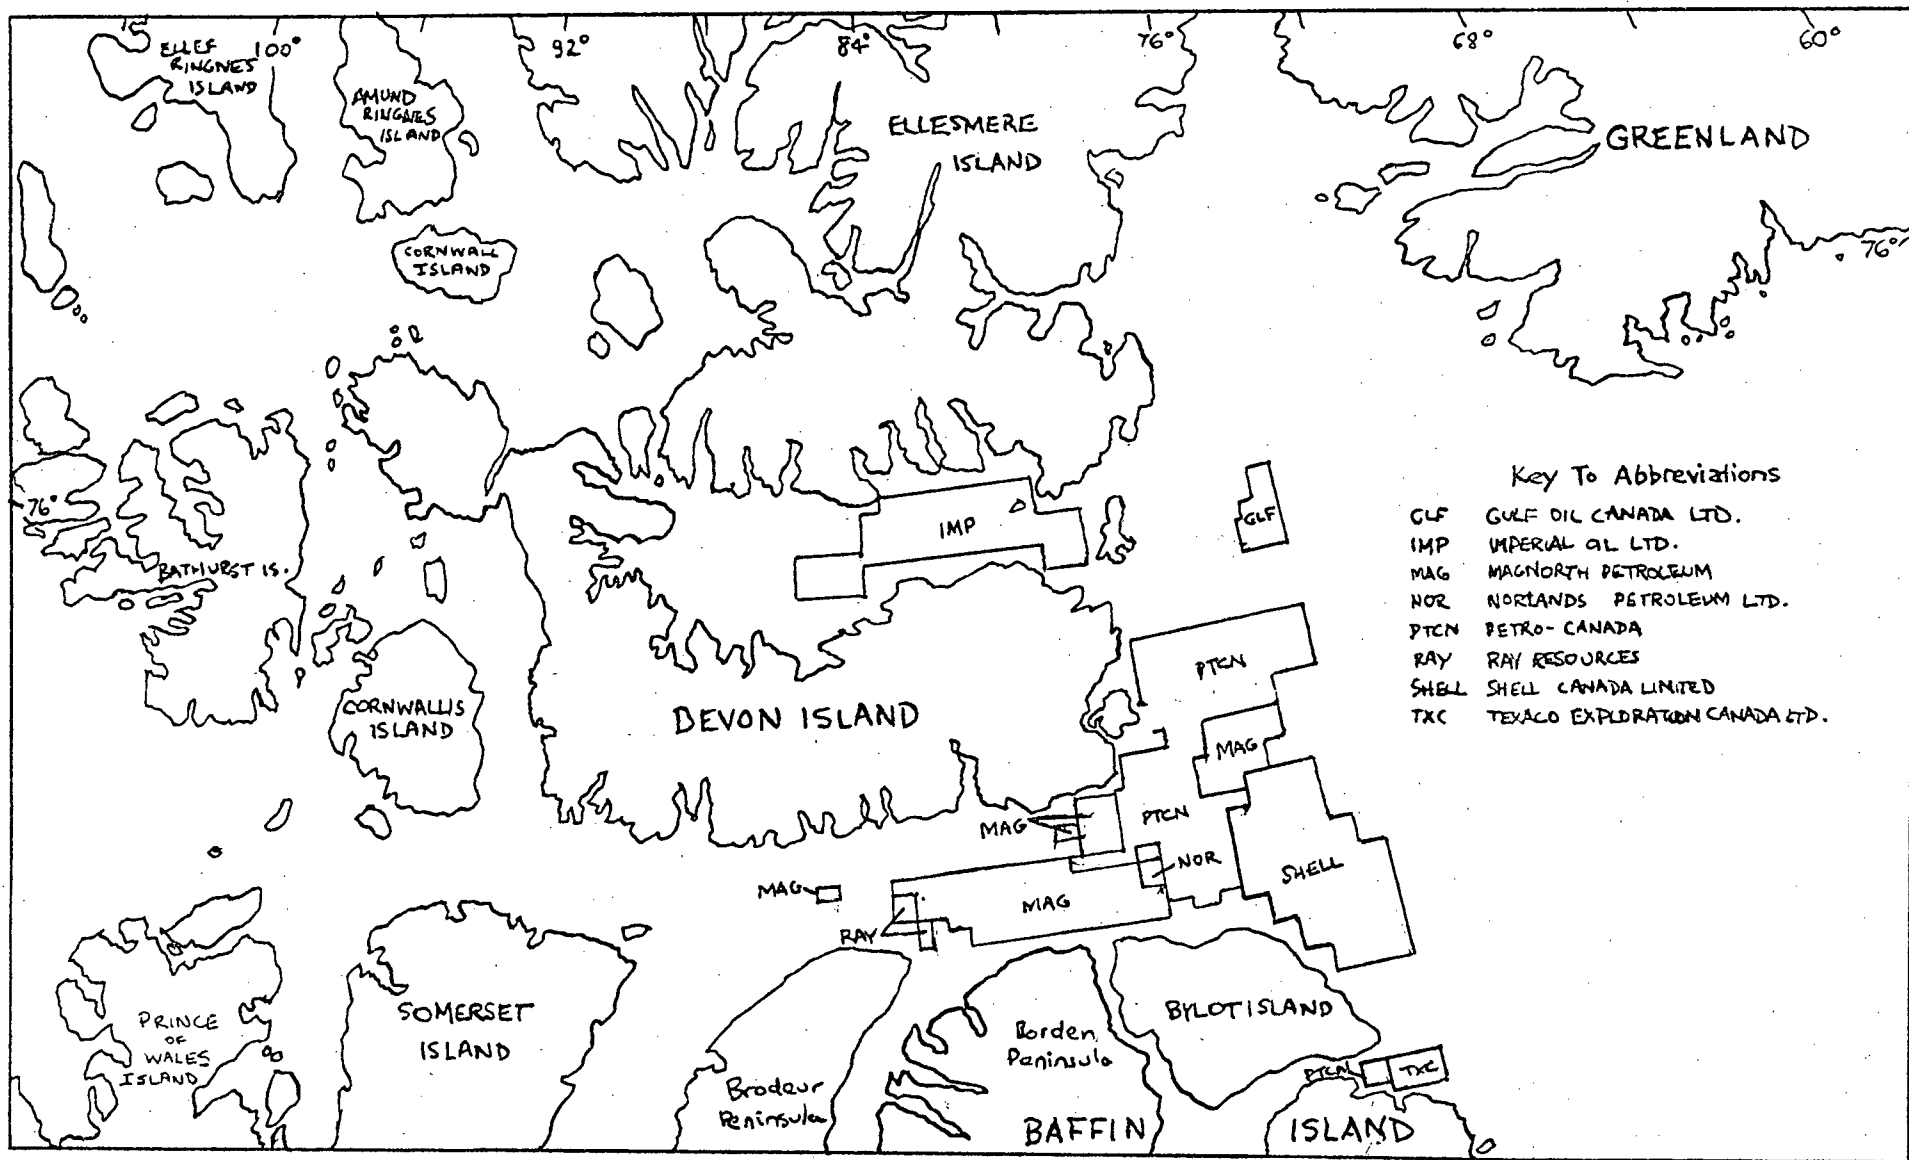 ELLEF
RINGNES
ISLAND
100°
92°
84°
76°
68°
60°
AMUND
RINGNES
ISLAND
ELLESMERE
ISLAND
GREENLAND
CORNWALL
ISLAND
76°
76°
BATHURST IS.
IMP
GLF
Key To Abbreviations
GLF GULF OIL CANADA LTD.
IMP IMPERIAL OIL LTD.
MAG MAGNORTH PETROLEUM
NOR NORLANDS PETROLEUM LTD.
PTCN PETRO-CANADA
RAY RAY RESOURCES
SHELL SHELL CANADA LIMITED
TXC TEXACO EXPLORATION CANADA LTD.
PTCN
CORNWALLIS
ISLAND
DEVON ISLAND
MAG
MAG
PTCN
NOR
SHELL
MAG
MAG
RAY
PRINCE
OF
WALES
ISLAND
SOMERSET
ISLAND
Brodeur
Peninsula
Borden
Peninsula
BYLOT ISLAND
PTCN
TXC
BAFFIN ISLAND